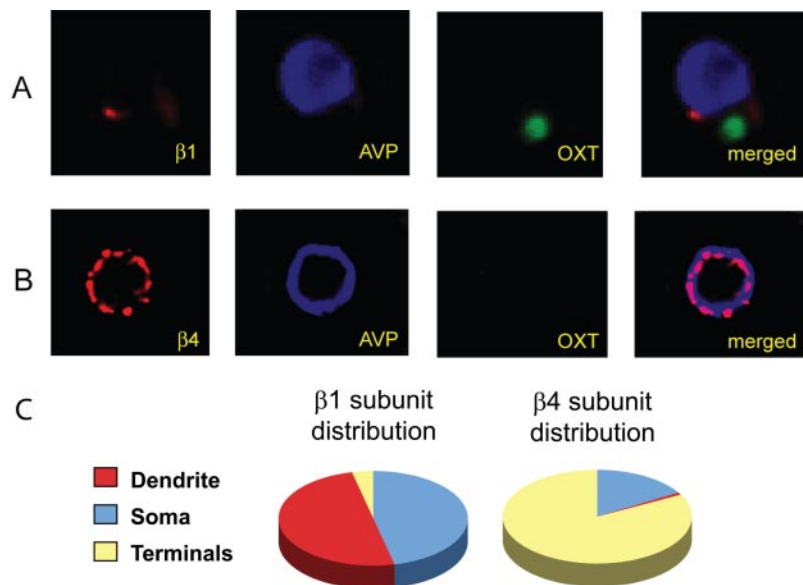 A
β1
AVP
OXT
merged
B
β4
AVP
OXT
merged
C
β1 subunit
distribution
β4 subunit
distribution
Dendrite
Soma
Terminals